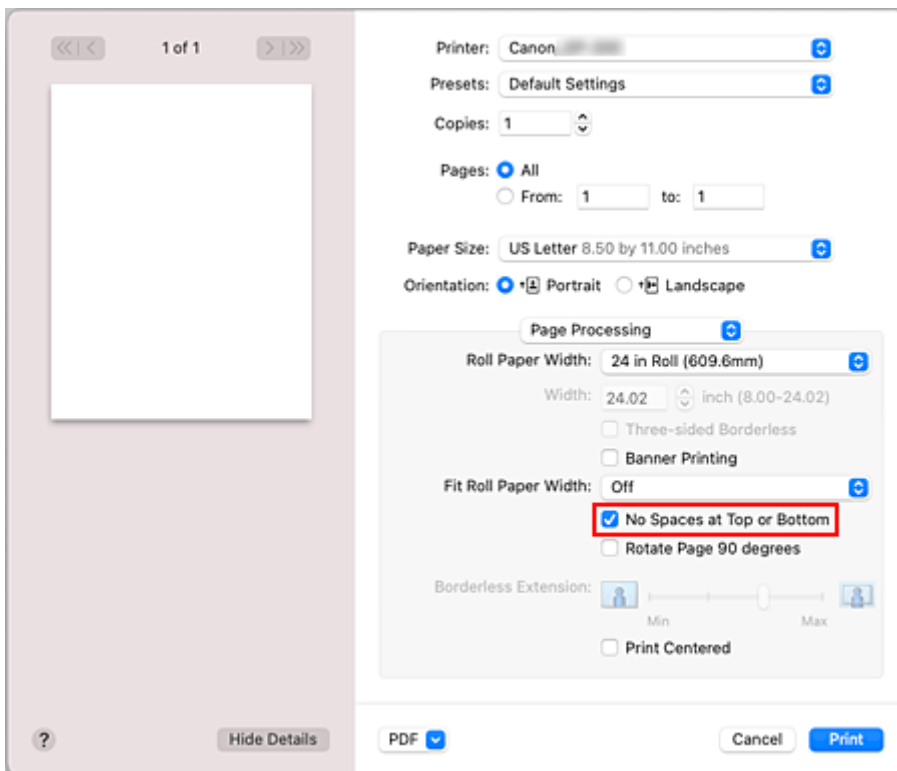 1 of 1
Printer: Canon
Presets: Default Settings
Copies: 1
Pages: All
From: 1 to: 1
Paper Size: US Letter 8.50 by 11.00 inches
Orientation: Portrait Landscape
Page Processing
Roll Paper Width: 24 in Roll (609.6mm)
Width: 24.02 inch (8.00-24.02)
Three-sided Borderless
Banner Printing
Fit Roll Paper Width: Off
No Spaces at Top or Bottom
Rotate Page 90 degrees
Borderless Extension:
Min Max
Print Centered
? Hide Details PDF Cancel Print